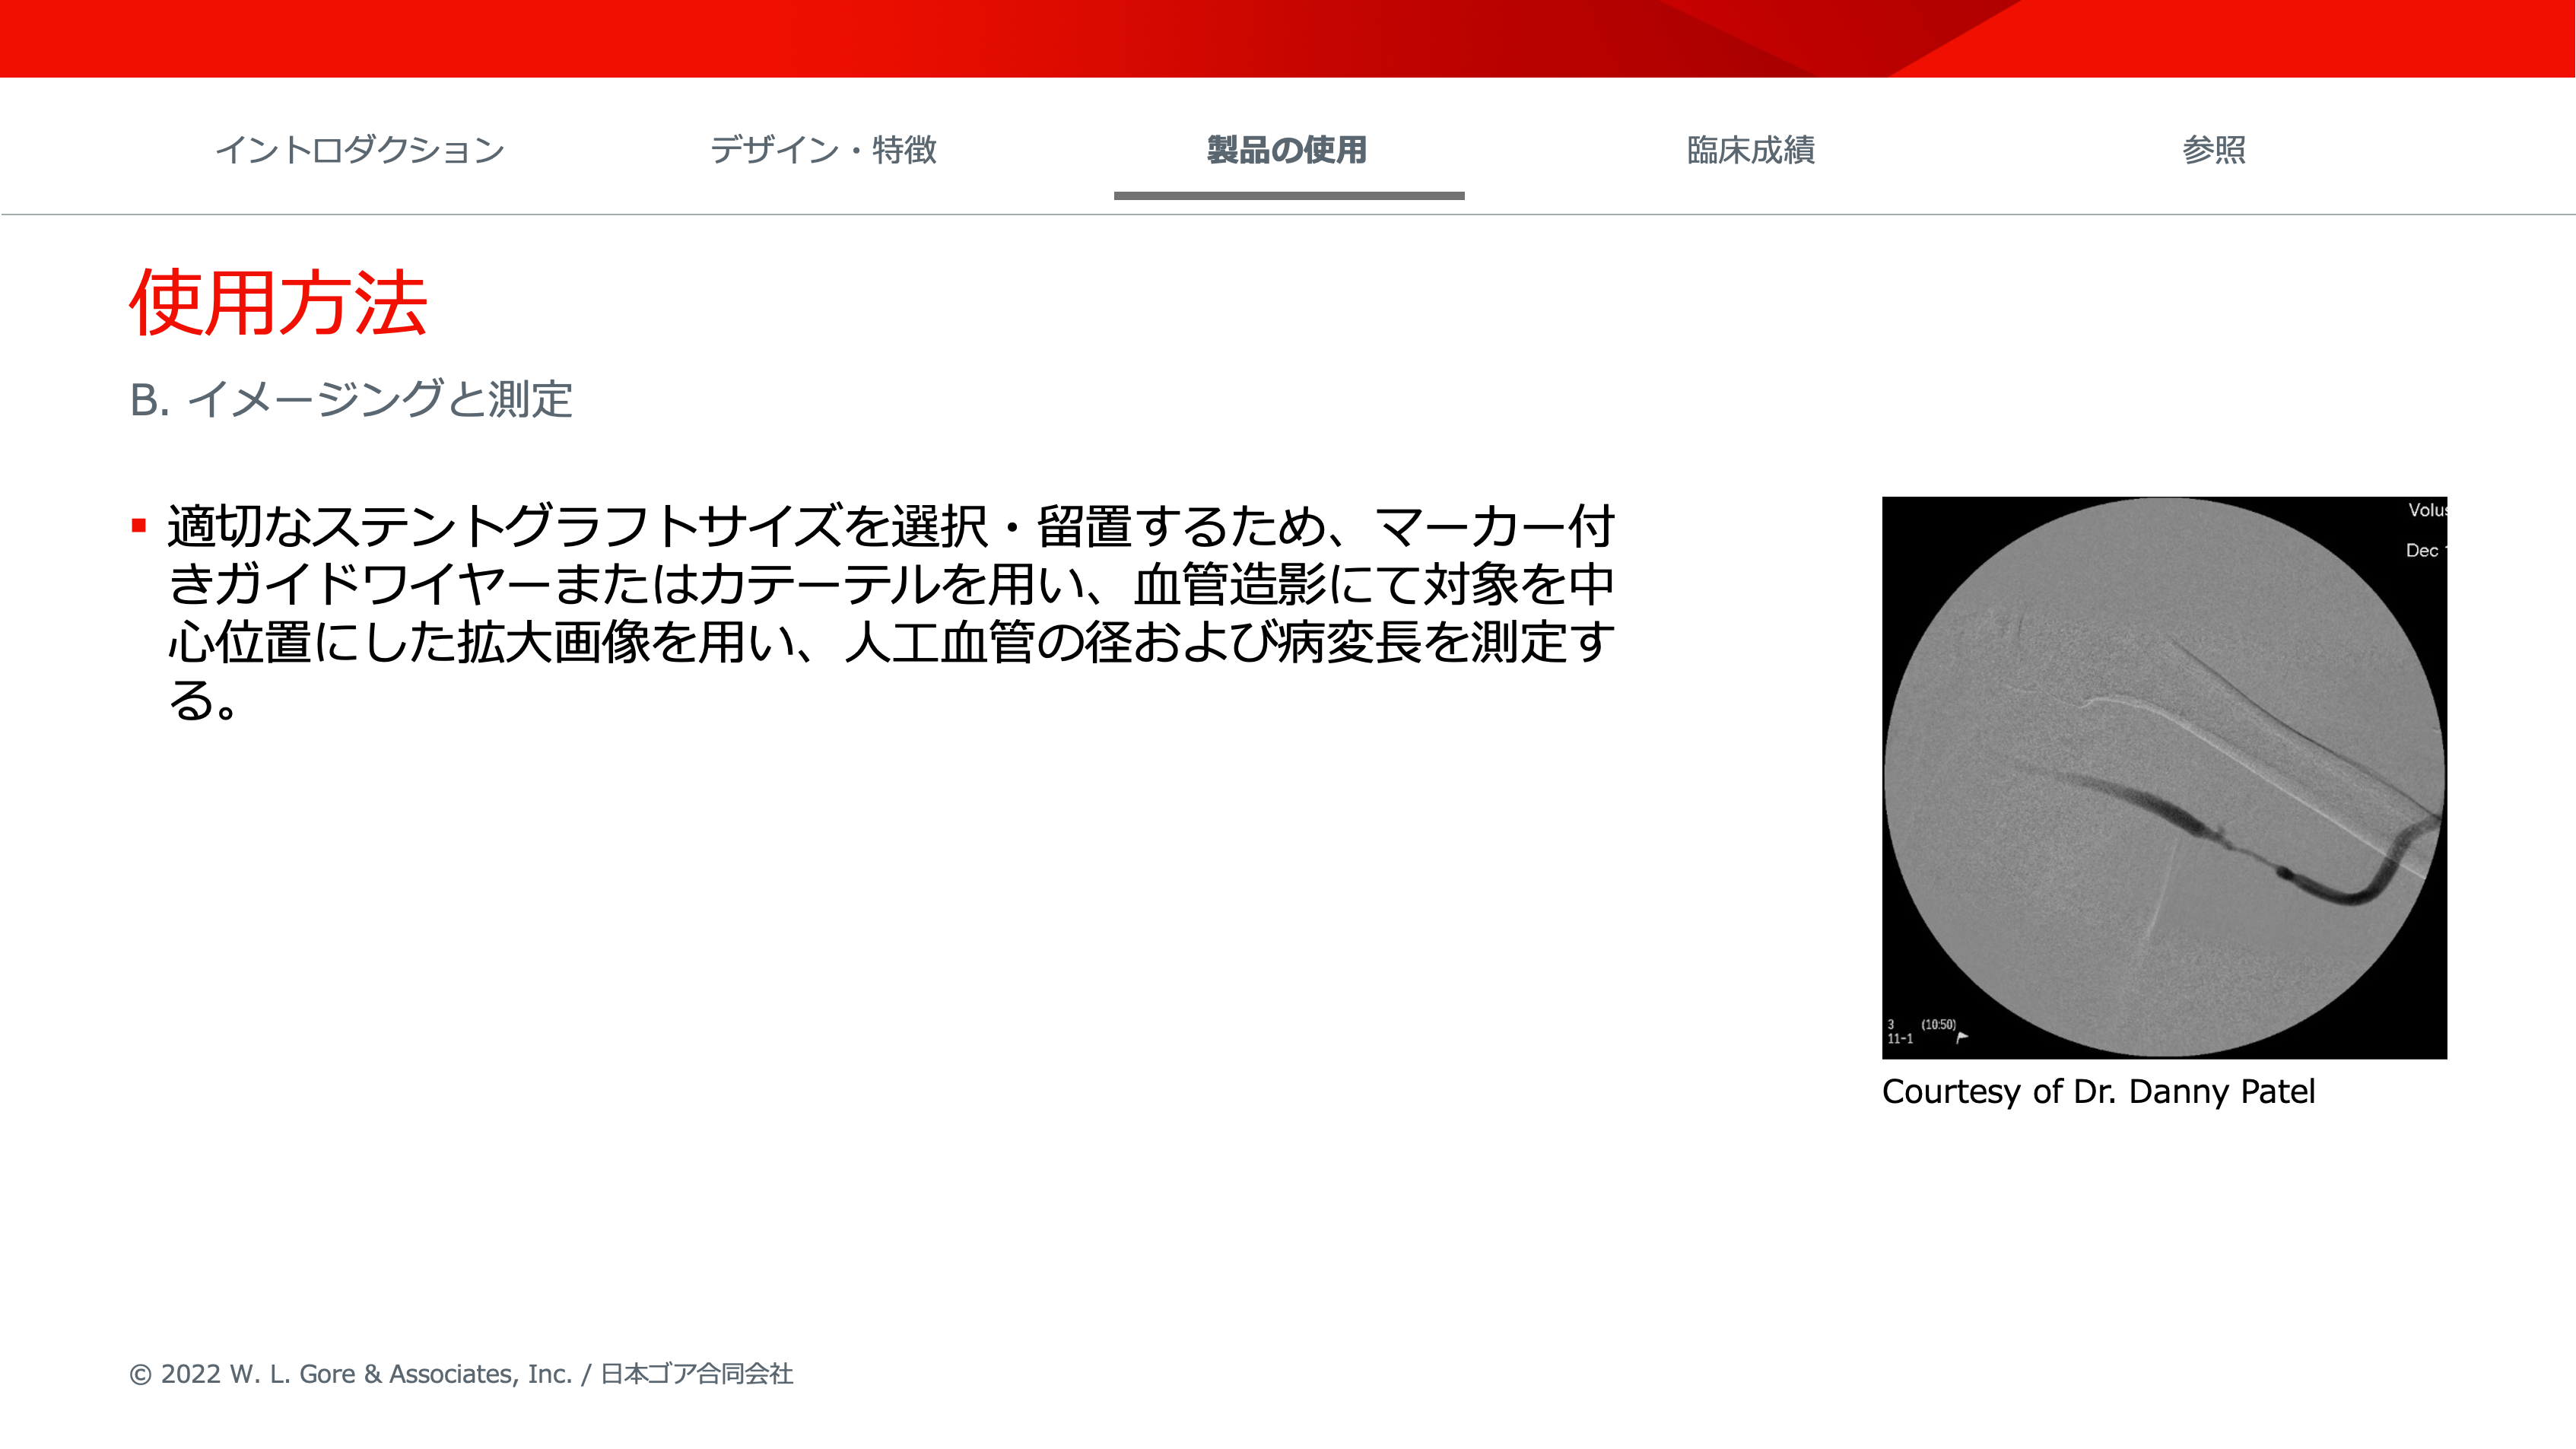 イントロダクション
デザイン・特徴
製品の使用
臨床成績
参照
使用方法
B. イメージングと測定
▪ 適切なステントグラフトサイズを選択・留置するため、マーカー付
きガイドワイヤーまたはカテーテルを用い、血管造影にて対象を中
心位置にした拡大画像を用い、人工血管の径および病変長を測定す
る。
Dec
3 (10:50)
11-1
Courtesy of Dr. Danny Patel
© 2022 W. L. Gore & Associates, Inc. / 日本ゴア合同会社